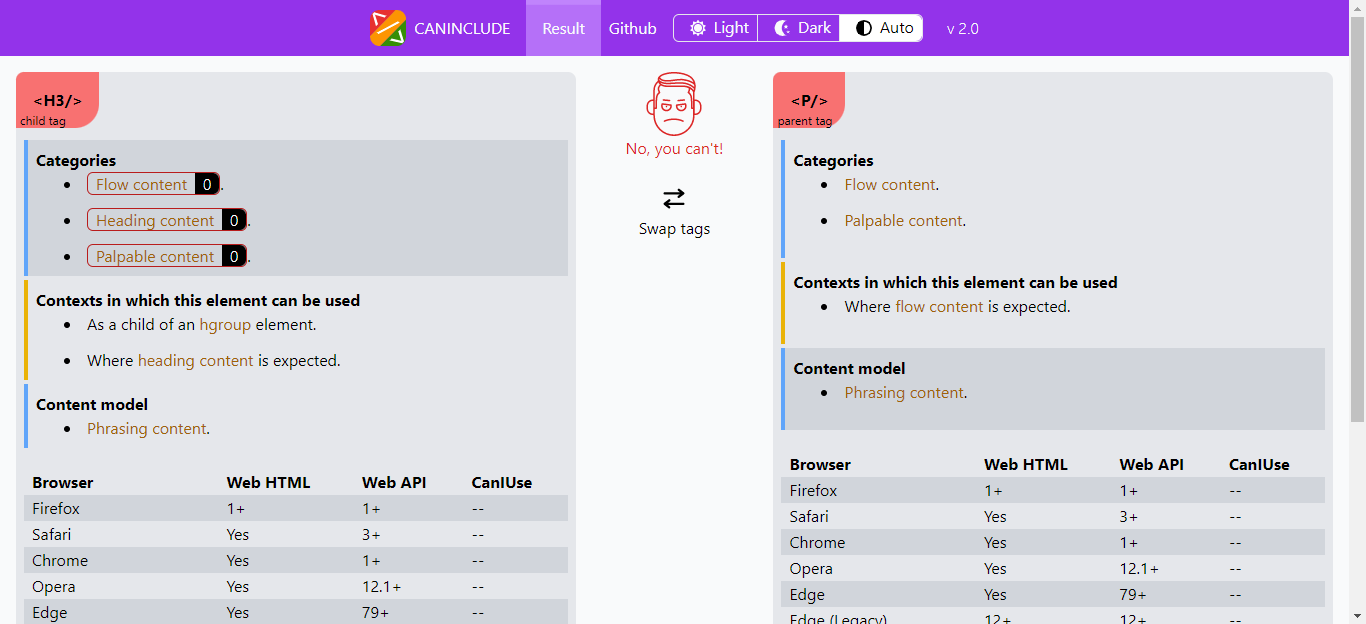 CANINCLUDE Result Github Light Dark Auto v 2.0
<H3/>
child tag
Categories
Flow content 0.
Heading content 0.
Palpable content 0.
Contexts in which this element can be used
As a child of an hgroup element.
Where heading content is expected.
Content model
Phrasing content.
Browser Web HTML Web API CanIUse
Firefox 1+ 1+ --
Safari Yes 3+ --
Chrome Yes 1+ --
Opera Yes 12.1+ --
Edge Yes 79+ --
No, you can't!
Swap tags
<P/>
parent tag
Categories
Flow content.
Palpable content.
Contexts in which this element can be used
Where flow content is expected.
Content model
Phrasing content.
Browser Web HTML Web API CanIUse
Firefox 1+ 1+ --
Safari Yes 3+ --
Chrome Yes 1+ --
Opera Yes 12.1+ --
Edge Yes 79+ --
Edge (Legacy) 12+ 12+ --